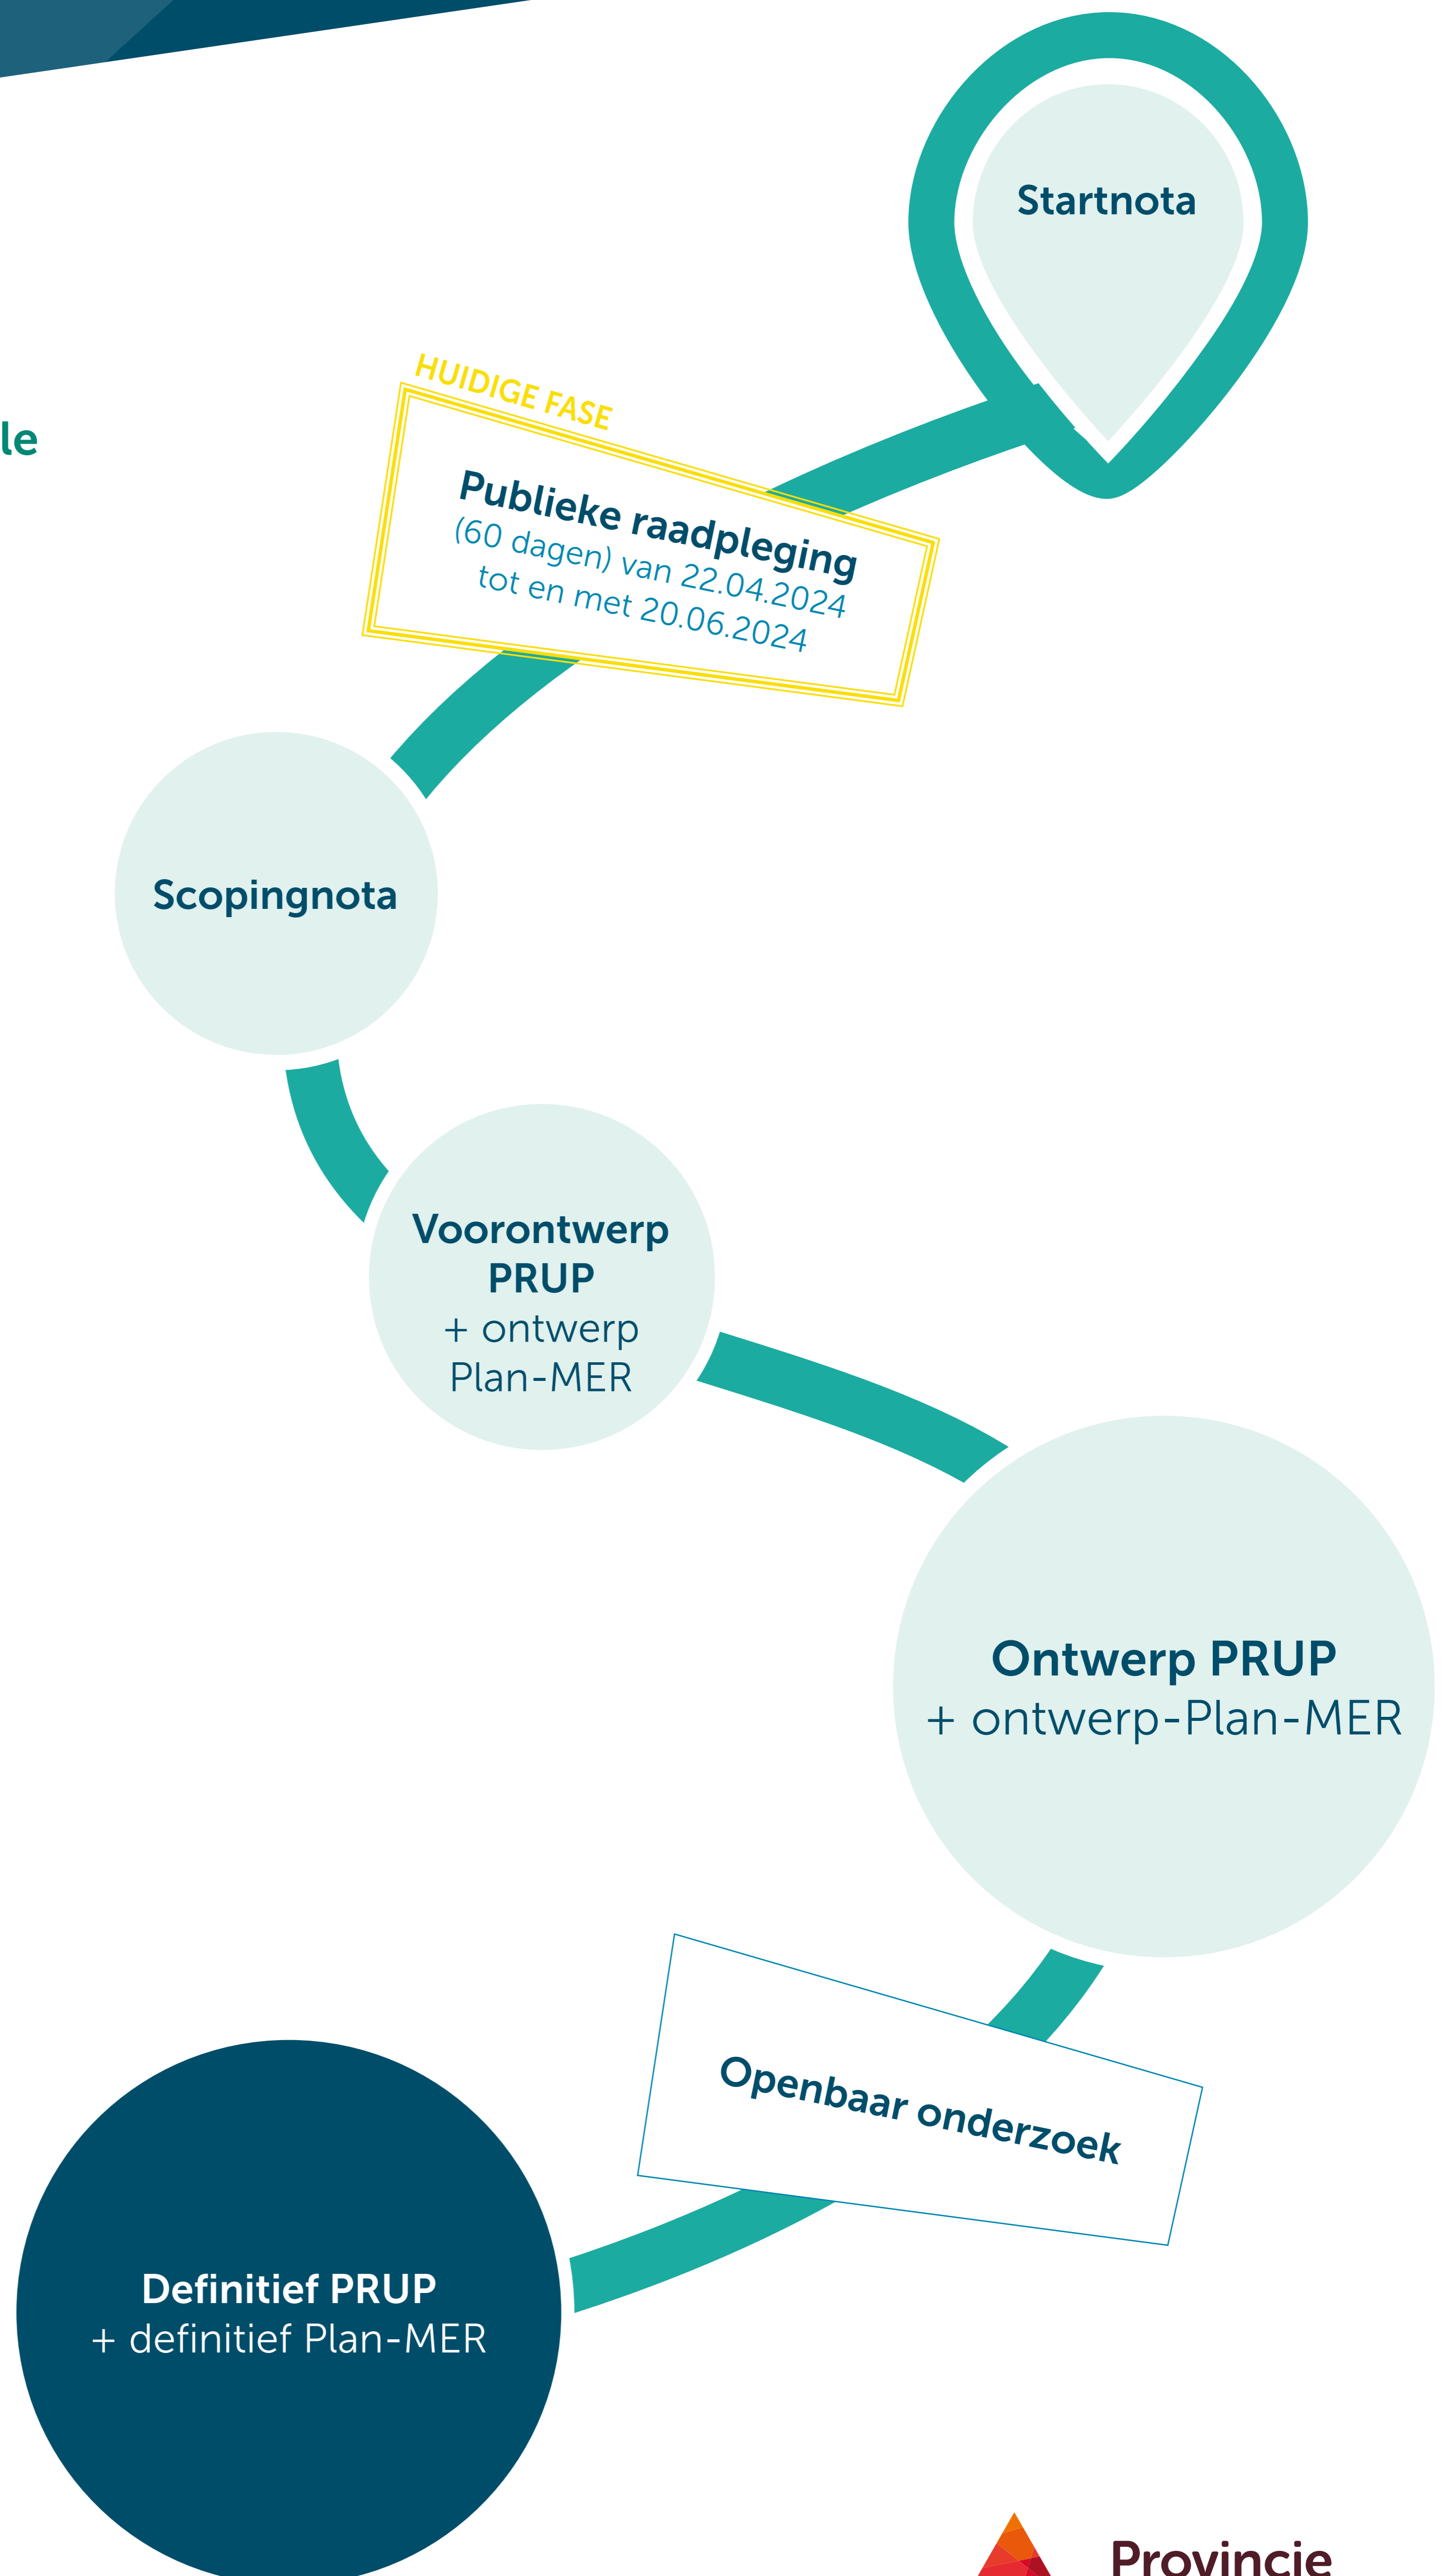 Startnota
HUIDIGE FASE
le
Publieke raadpleging
(60 dagen) van 22.04.2024
tot en met 20.06.2024
Scopingnota
Voorontwerp
PRUP
+ ontwerp
Plan-MER
Ontwerp PRUP
+ ontwerp-Plan-MER
Openbaar onderzoek
Definitief PRUP
+ definitief Plan-MER
Provincie